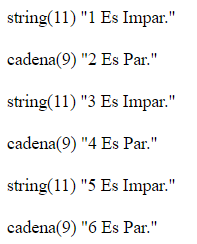 string(11) "1 Es Impar."
cadena(9) "2 Es Par."
string(11) "3 Es Impar."
cadena(9) "4 Es Par."
string(11) "5 Es Impar."
cadena(9) "6 Es Par."